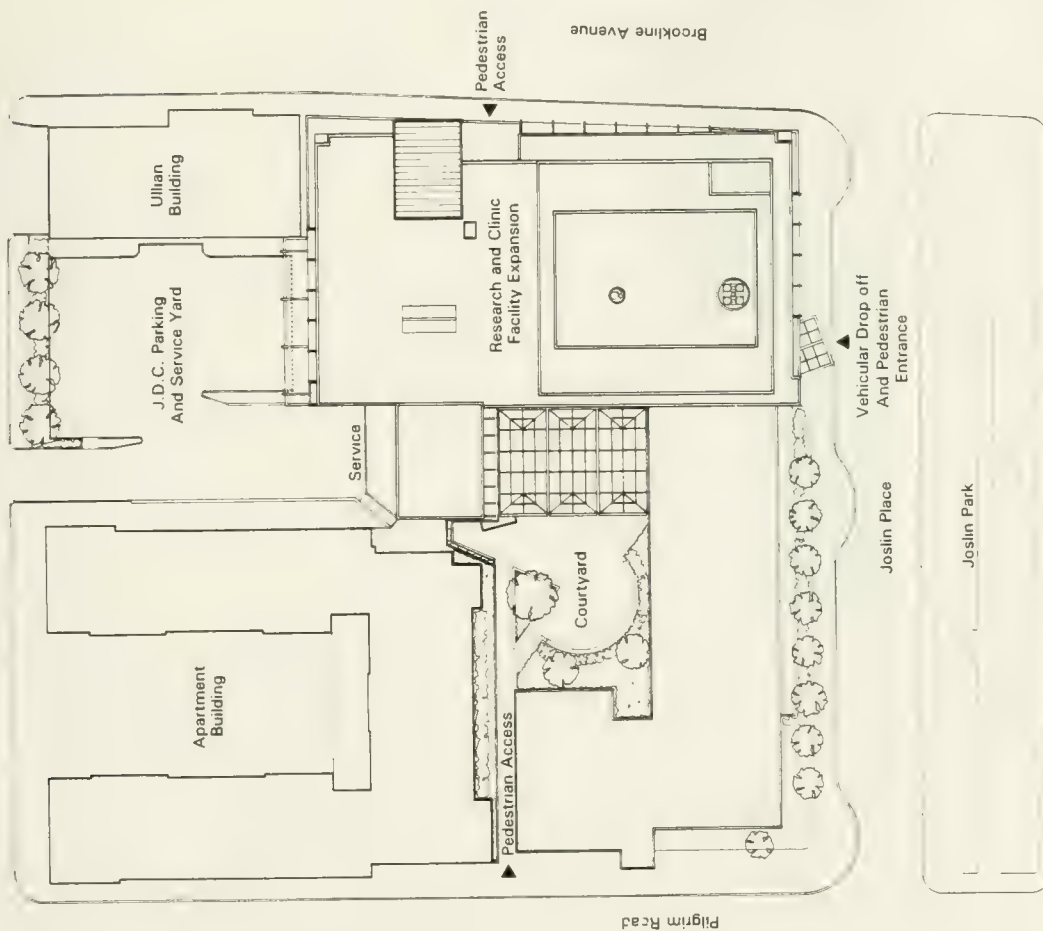 Brookline Avenue
Pedestrian
Access
Ullian
Building
J.D.C. Parking
And Service Yard
Research and Clinic
Facility Expansion
Service
Vehicular Drop off
And Pedestrian
Entrance
Apartment
Building
Courtyard
Joslin Place
Joslin Park
Pedestrian Access
Pilgrim Road